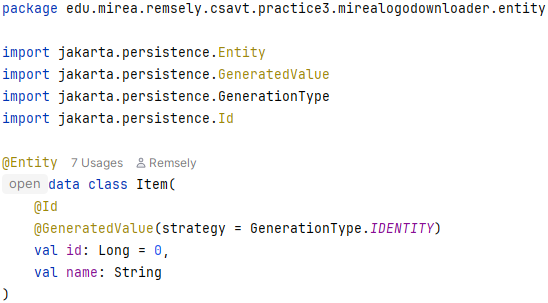 package edu.mirea.remsely.csavt.practice3.mirealogodownloader.entity
import jakarta.persistence.Entity
import jakarta.persistence.GeneratedValue
import jakarta.persistence.GenerationType
import jakarta.persistence.Id
@Entity 7 Usages Remsely
open data class Item(
@Id
@GeneratedValue(strategy = GenerationType.IDENTITY)
val id: Long = 0,
val name: String
)